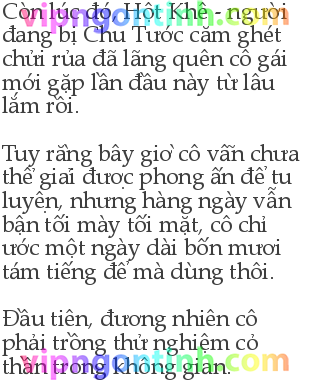 Còn lúc đó, Hột Khê - người
vipngontinh.com
đang bị Chu Tước căm ghét
chửi rủa đã lãng quên cô gái
mới gặp lần đầu này từ lâu
lắm rồi.

Tuy rằng bây giờ cô vẫn chưa
thể giải được phong ấn để tu
luyện, nhưng hàng ngày vẫn
bận tối mày tối mặt, cô chỉ
ước một ngày dài bốn mươi
tám tiếng để mà dùng thôi.

Đầu tiên, đương nhiên cô
phải trồng thử nghiệm cỏ
thần trong không gian.
vipngontinh.com